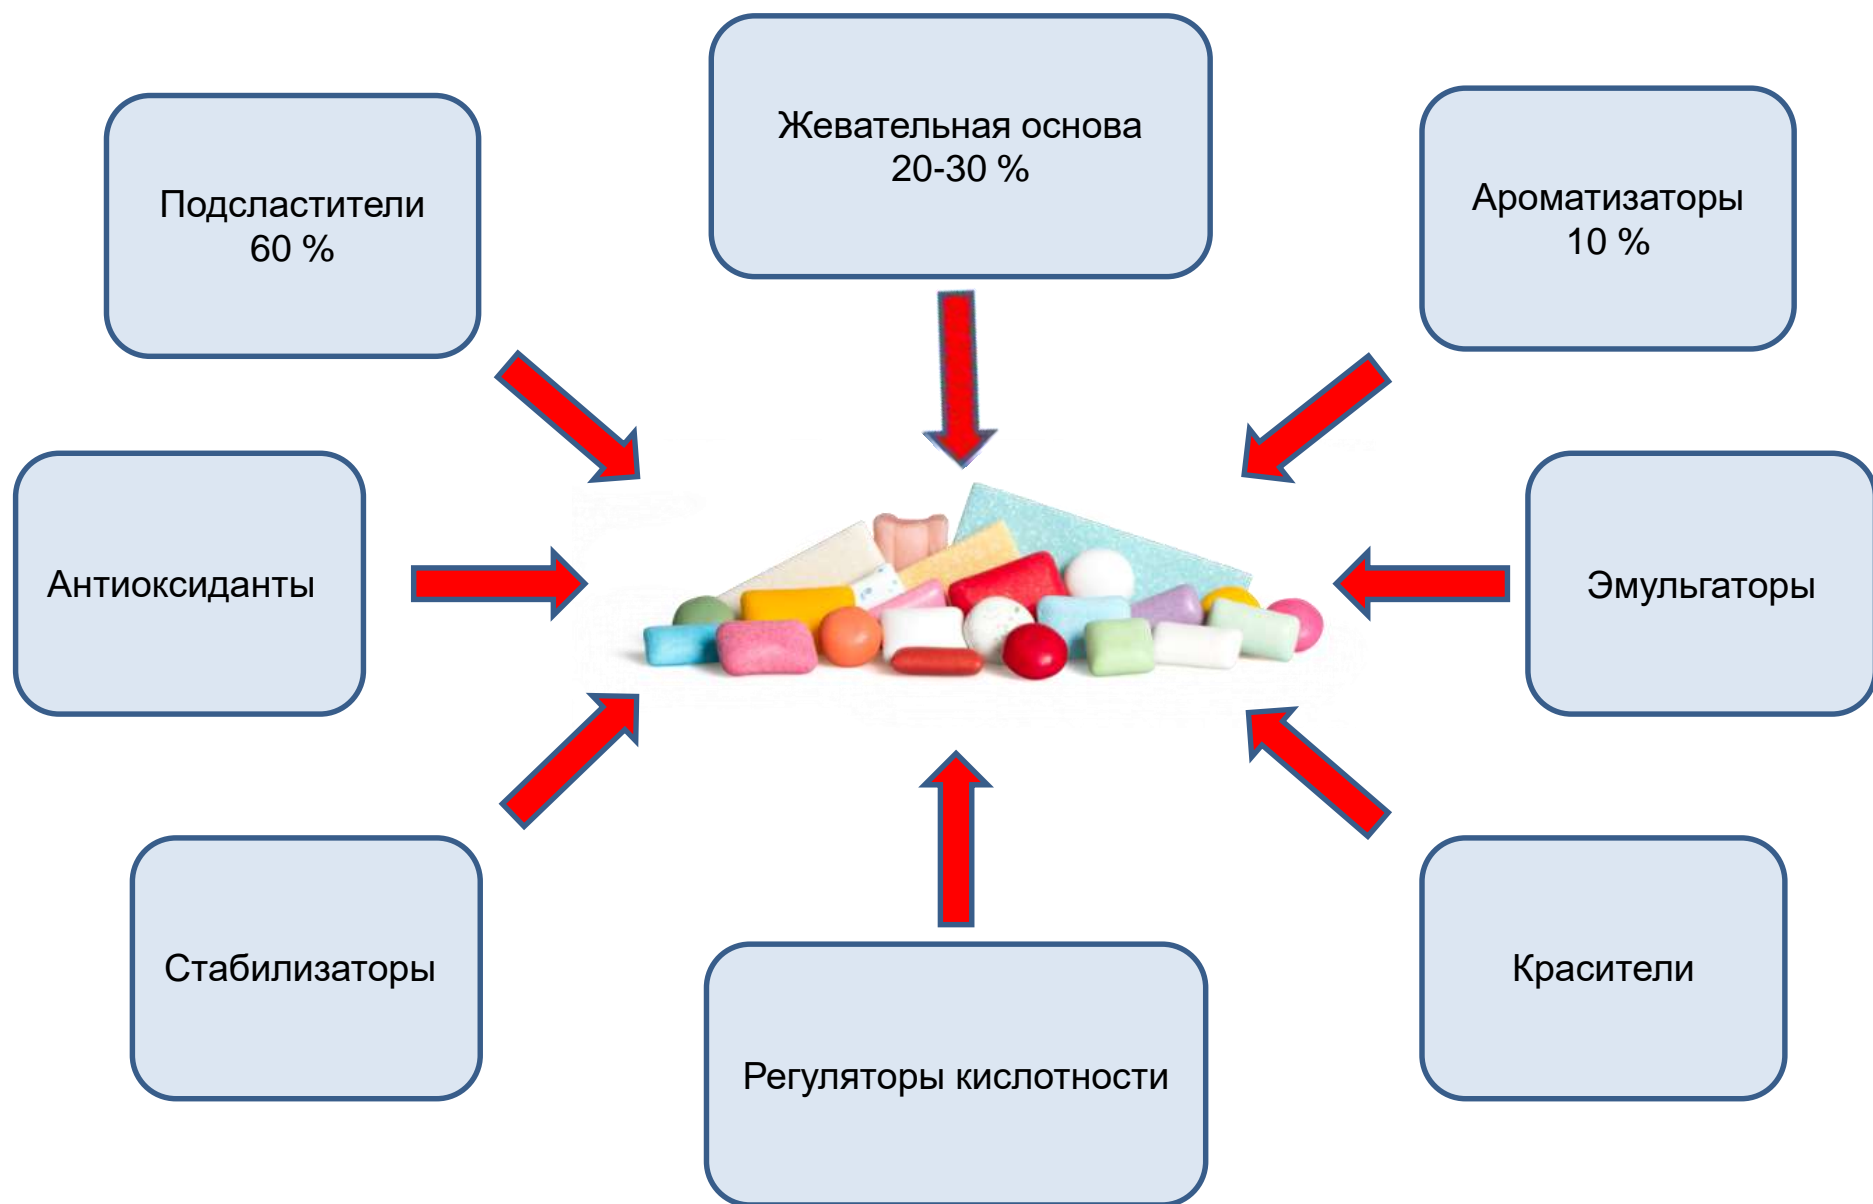 Жевательная основа
20-30 %
Подсластители
60 %
Ароматизаторы
10 %
Антиоксиданты
Эмульгаторы
Стабилизаторы
Красители
Регуляторы кислотности